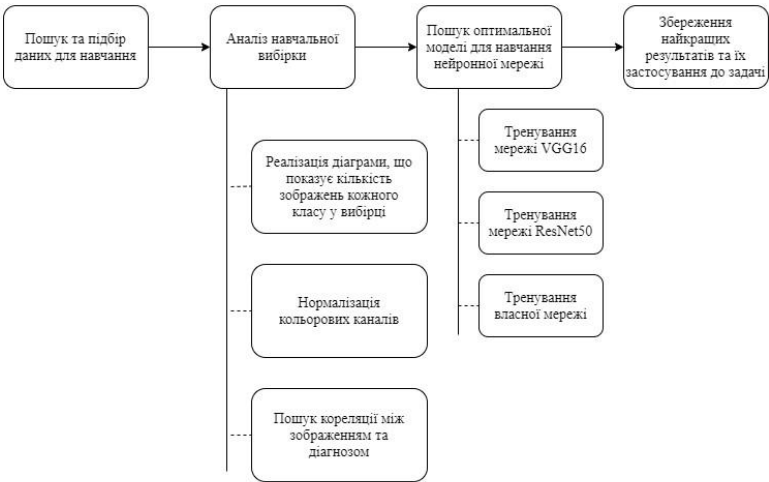 Пошук та підбір
даних для навчання
Аналіз навчальної
вибірки
Пошук оптимальної
моделі для навчання
нейронної мережі
Збереження
найкращих
результатів та їх
застосування до задачі
Реалізація діаграми, що
показує кількість
зображень кожного
класу у вибірці
Нормалізація
кольорових каналів
Пошук кореляції між
зображенням та
діагнозом
Тренування
мережі VGG16
Тренування
мережі ResNet50
Тренування
власної мережі